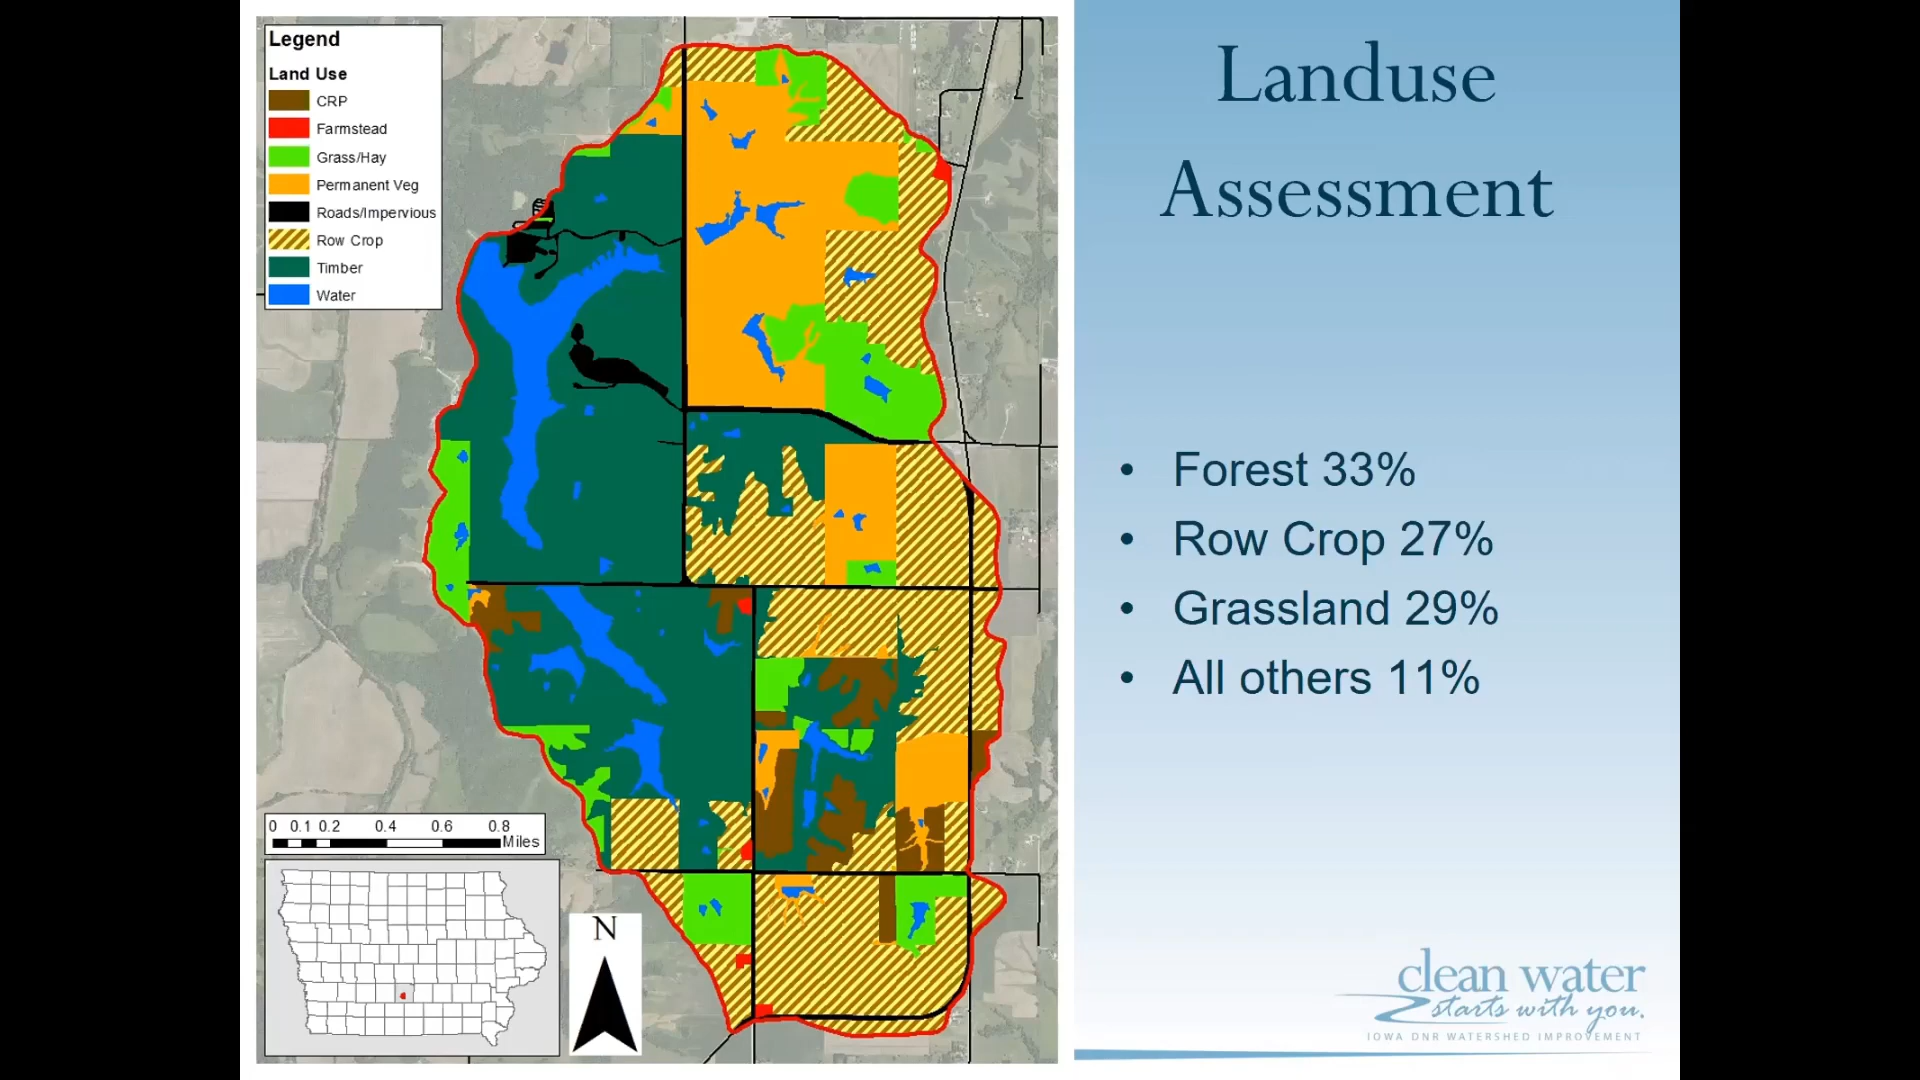 Legend
Land Use
CRP
Farmstead
Grass/Hay
Permanent Veg
Roads/Impervious
Row Crop
Timber
Water
0 0.1 0.2 0.4 0.6 0.8
Miles
N
Landuse
Assessment
• Forest 33%
• Row Crop 27%
• Grassland 29%
• All others 11%
clean water
starts with you.
IOWA DNR WATERSHED IMPROVEMENT